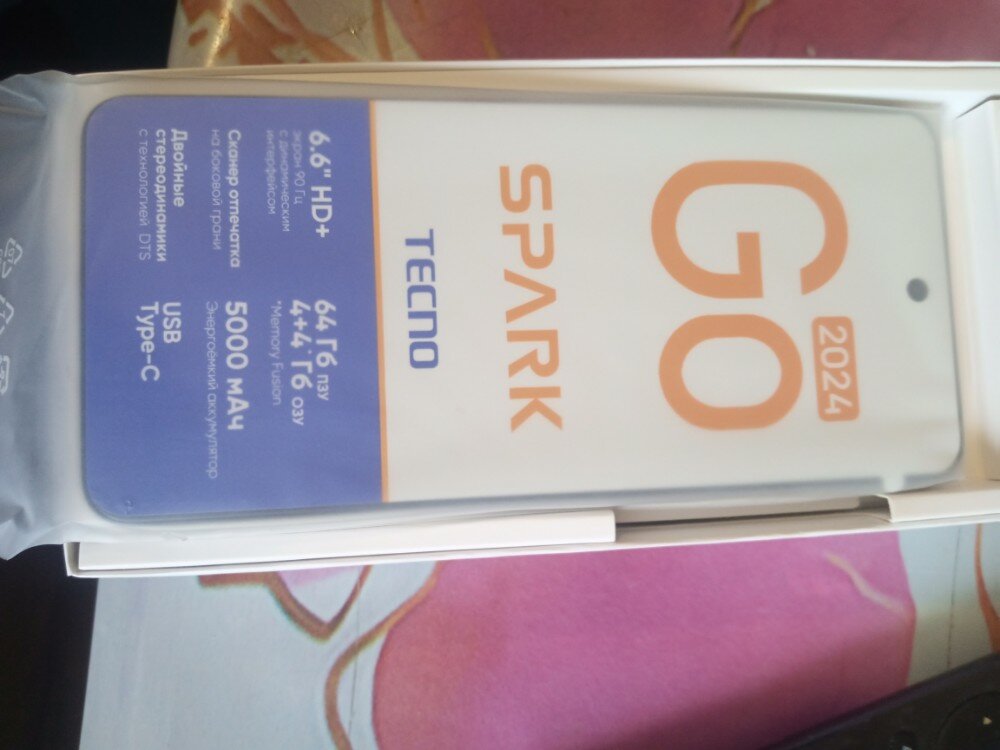 2024
GO
SPARK
TECNO
6.6" HD+
экран 90 Гц
с динамическим
интерфейсом
64 Гб ПЗУ
4+4*Гб ОЗУ
*Memory Fusion
Сканер отпечатка
на боковой грани
5000 мАч
Энергоёмкий аккумулятор
Двойные
стереодинамики
с технологией DTS
USB
Type-C